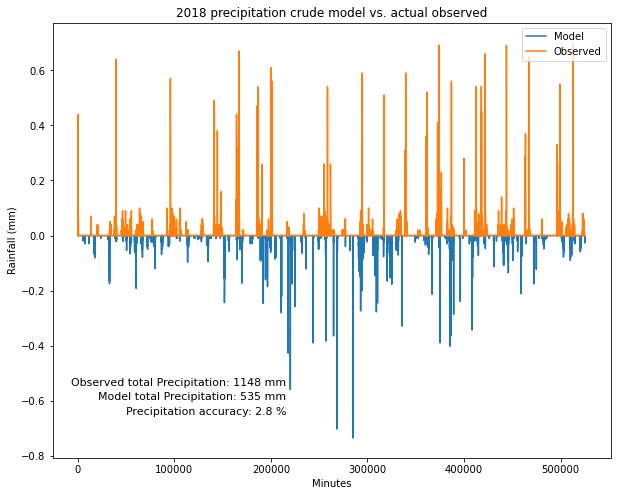 2018 precipitation crude model vs. actual observed
Model
Observed
Rainfall (mm)
0.6
0.4
0.2
0.0
−0.2
−0.4
−0.6
−0.8
Observed total Precipitation: 1148 mm
Model total Precipitation: 535 mm
Precipitation accuracy: 2.8 %
0 100000 200000 300000 400000 500000
Minutes